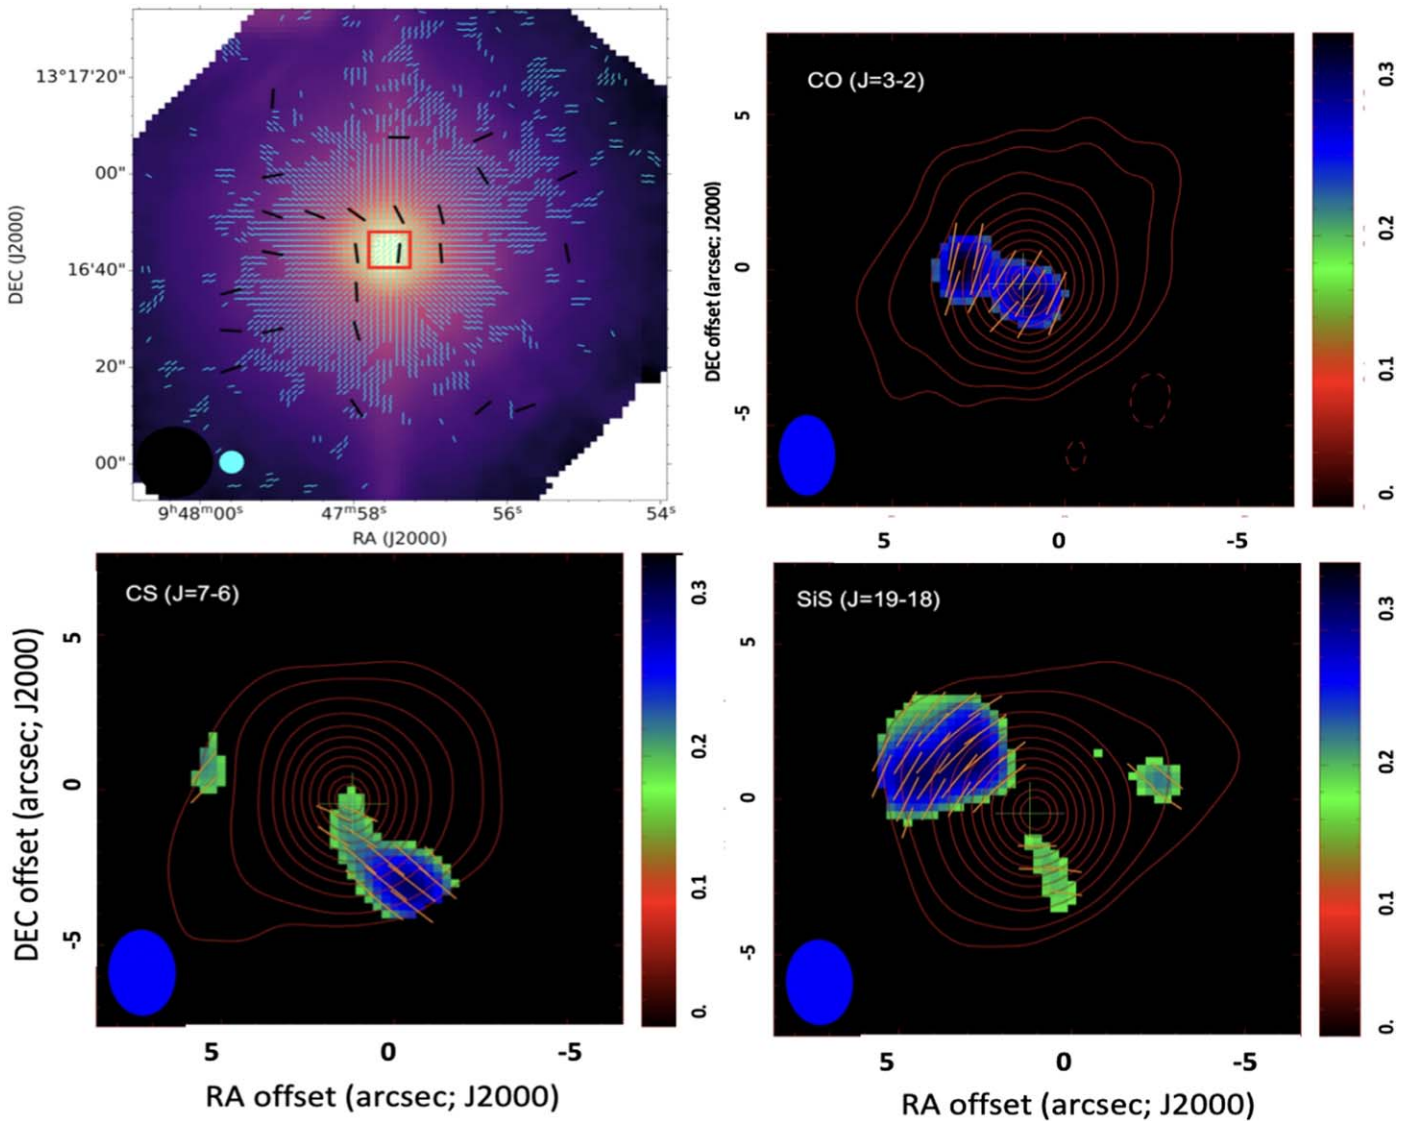 DEC (J2000)
13°17'20"
00"
16'40"
20"
00"
9ʰ48ᵐ00ˢ
47ᵐ58ˢ
56ˢ
54ˢ
RA (J2000)
CO (J=3-2)
DEC offset (arcsec; J2000)
5
0
-5
5
0
-5
0.3
0.2
0.1
0.
CS (J=7-6)
DEC offset (arcsec; J2000)
5
0
-5
5
0
-5
RA offset (arcsec; J2000)
0.3
0.2
0.1
0.
SiS (J=19-18)
5
0
-5
5
0
-5
RA offset (arcsec; J2000)
0.3
0.2
0.1
0.